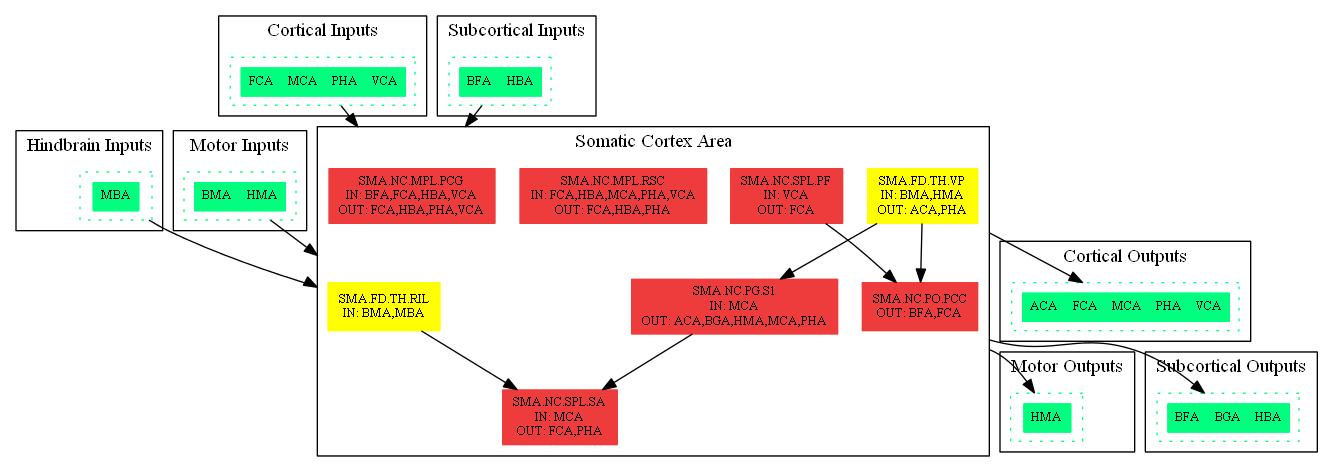 Cortical Inputs
FCA MCA PHA VCA
Subcortical Inputs
BFA HBA
Hindbrain Inputs
MBA
Motor Inputs
BMA HMA
Somatic Cortex Area
SMA.NC.MPL.PCG
IN: BFA,FCA,HBA,VCA
OUT: FCA,HBA,PHA,VCA
SMA.NC.MPL.RSC
IN: FCA,HBA,MCA,PHA,VCA
OUT: FCA,HBA,PHA
SMA.NC.SPL.PF
IN: VCA
OUT: FCA
SMA.FD.TH.VP
IN: BMA,HMA
OUT: ACA,PHA
SMA.FD.TH.RIL
IN: BMA,MBA
SMA.NC.PG.S1
IN: MCA
OUT: ACA,BGA,HMA,MCA,PHA
SMA.NC.PO.PCC
OUT: BFA,FCA
SMA.NC.SPL.SA
IN: MCA
OUT: FCA,PHA
Cortical Outputs
ACA FCA MCA PHA VCA
Motor Outputs
HMA
Subcortical Outputs
BFA BGA HBA